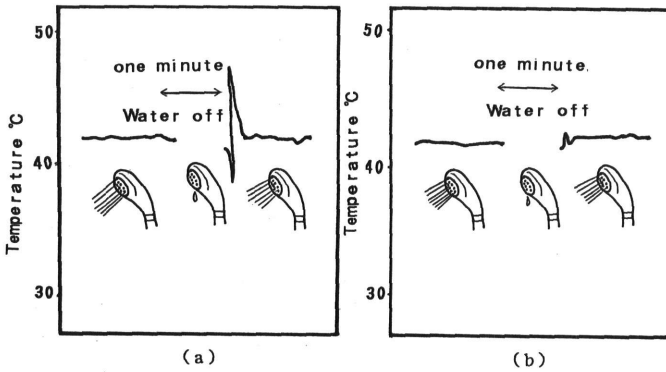 50
one minute
Water off
40
30
Temperature °C
(a)
50
one minute.
Water off
40
30
Temperature °C
(b)